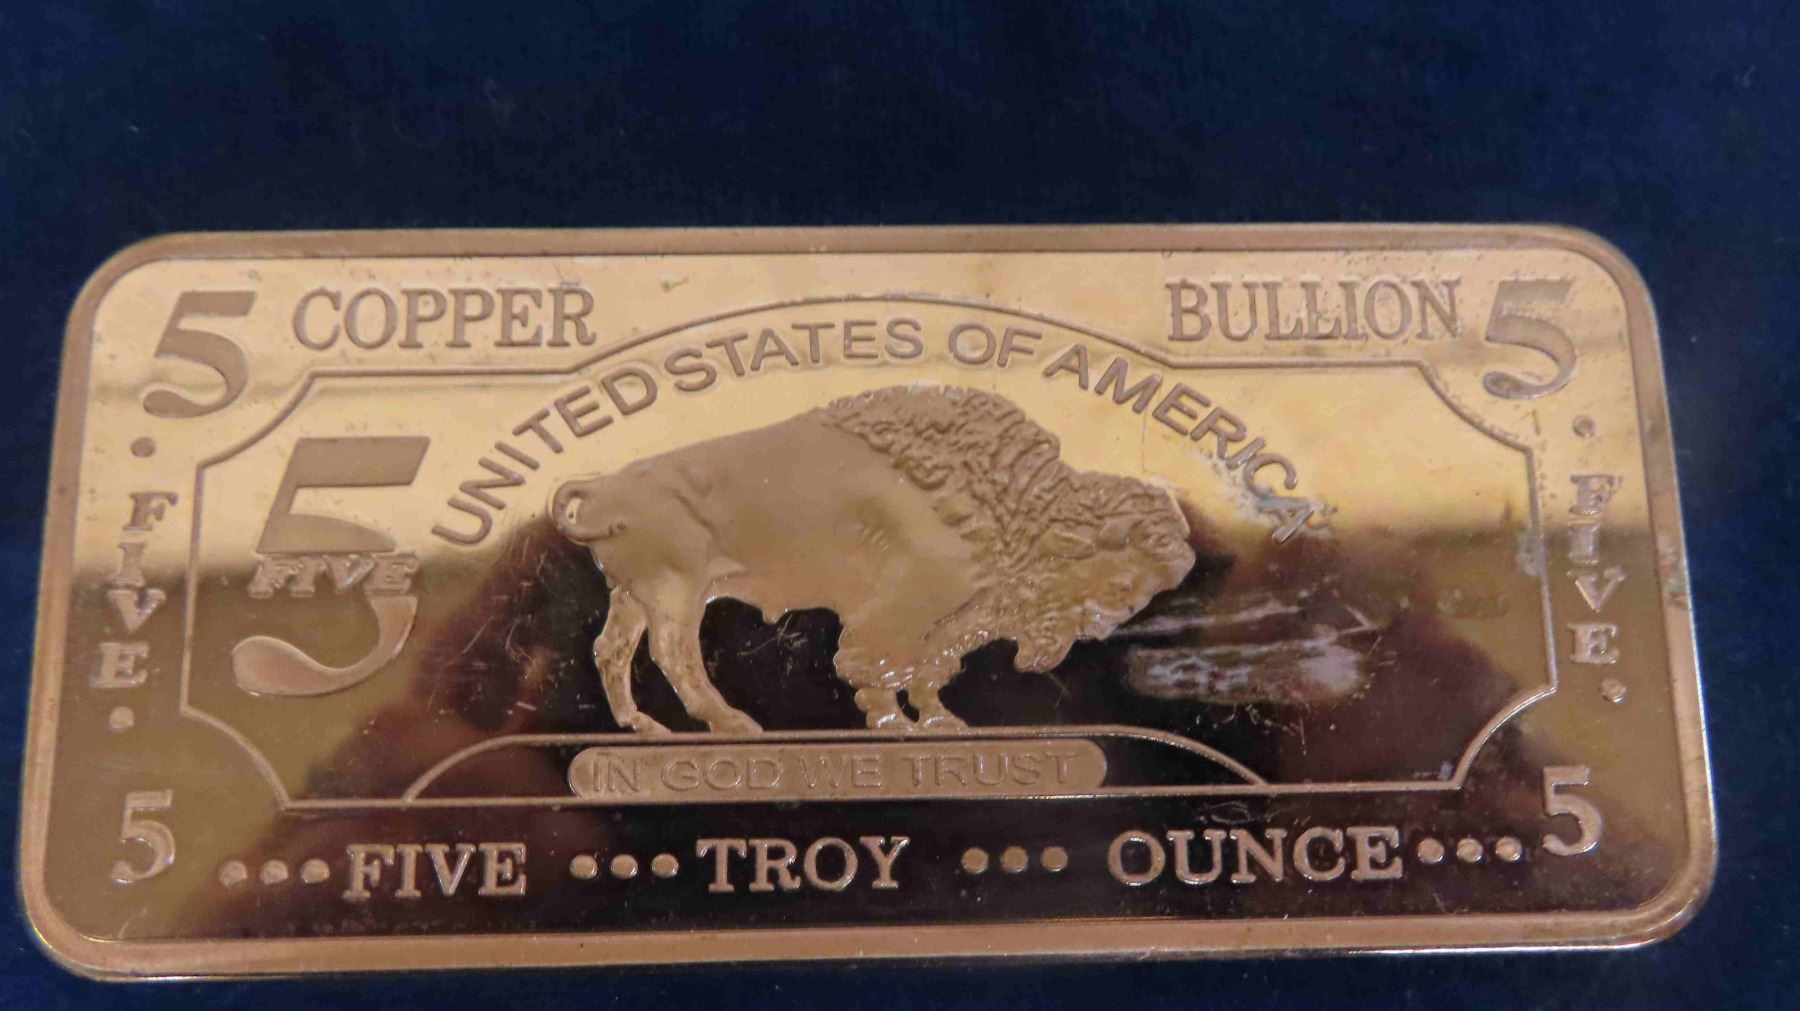 5 COPPER BULLION 5
UNITED STATES OF AMERICA
5
FIVE
FIVE
FIVE
IN GOD WE TRUST
5 ••• FIVE ••• TROY ••• OUNCE ••• 5